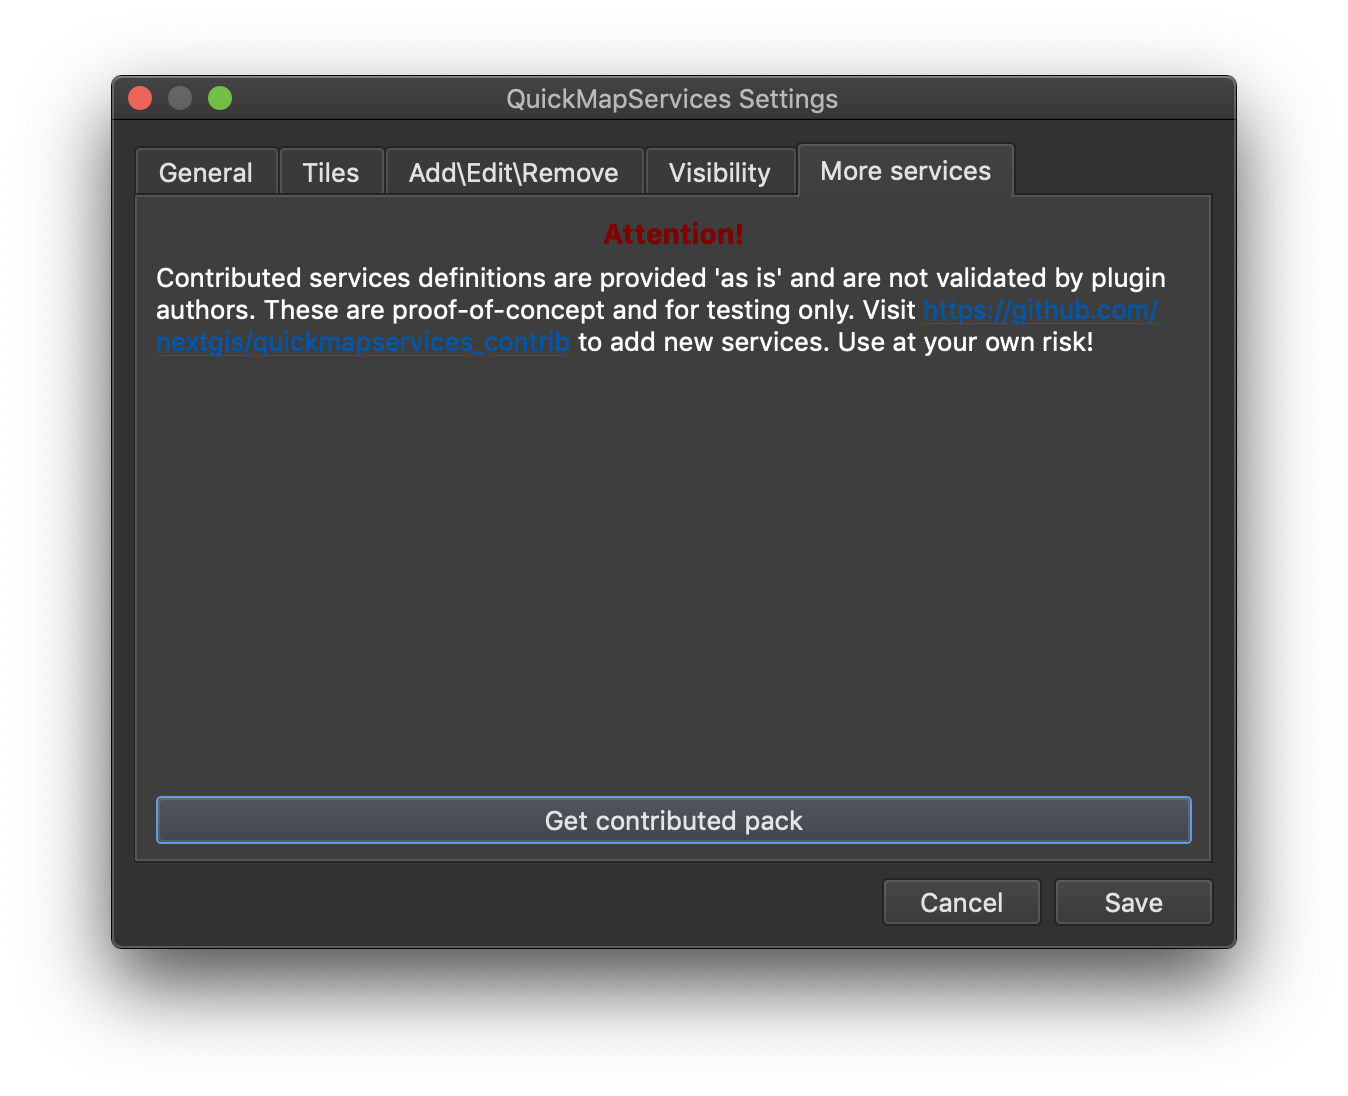 QuickMapServices Settings
General
Tiles
Add\Edit\Remove
Visibility
More services
Attention!
Contributed services definitions are provided 'as is' and are not validated by plugin
authors. These are proof-of-concept and for testing only. Visit https://github.com/
nextgis/quickmapservices_contrib to add new services. Use at your own risk!
Get contributed pack
Cancel
Save